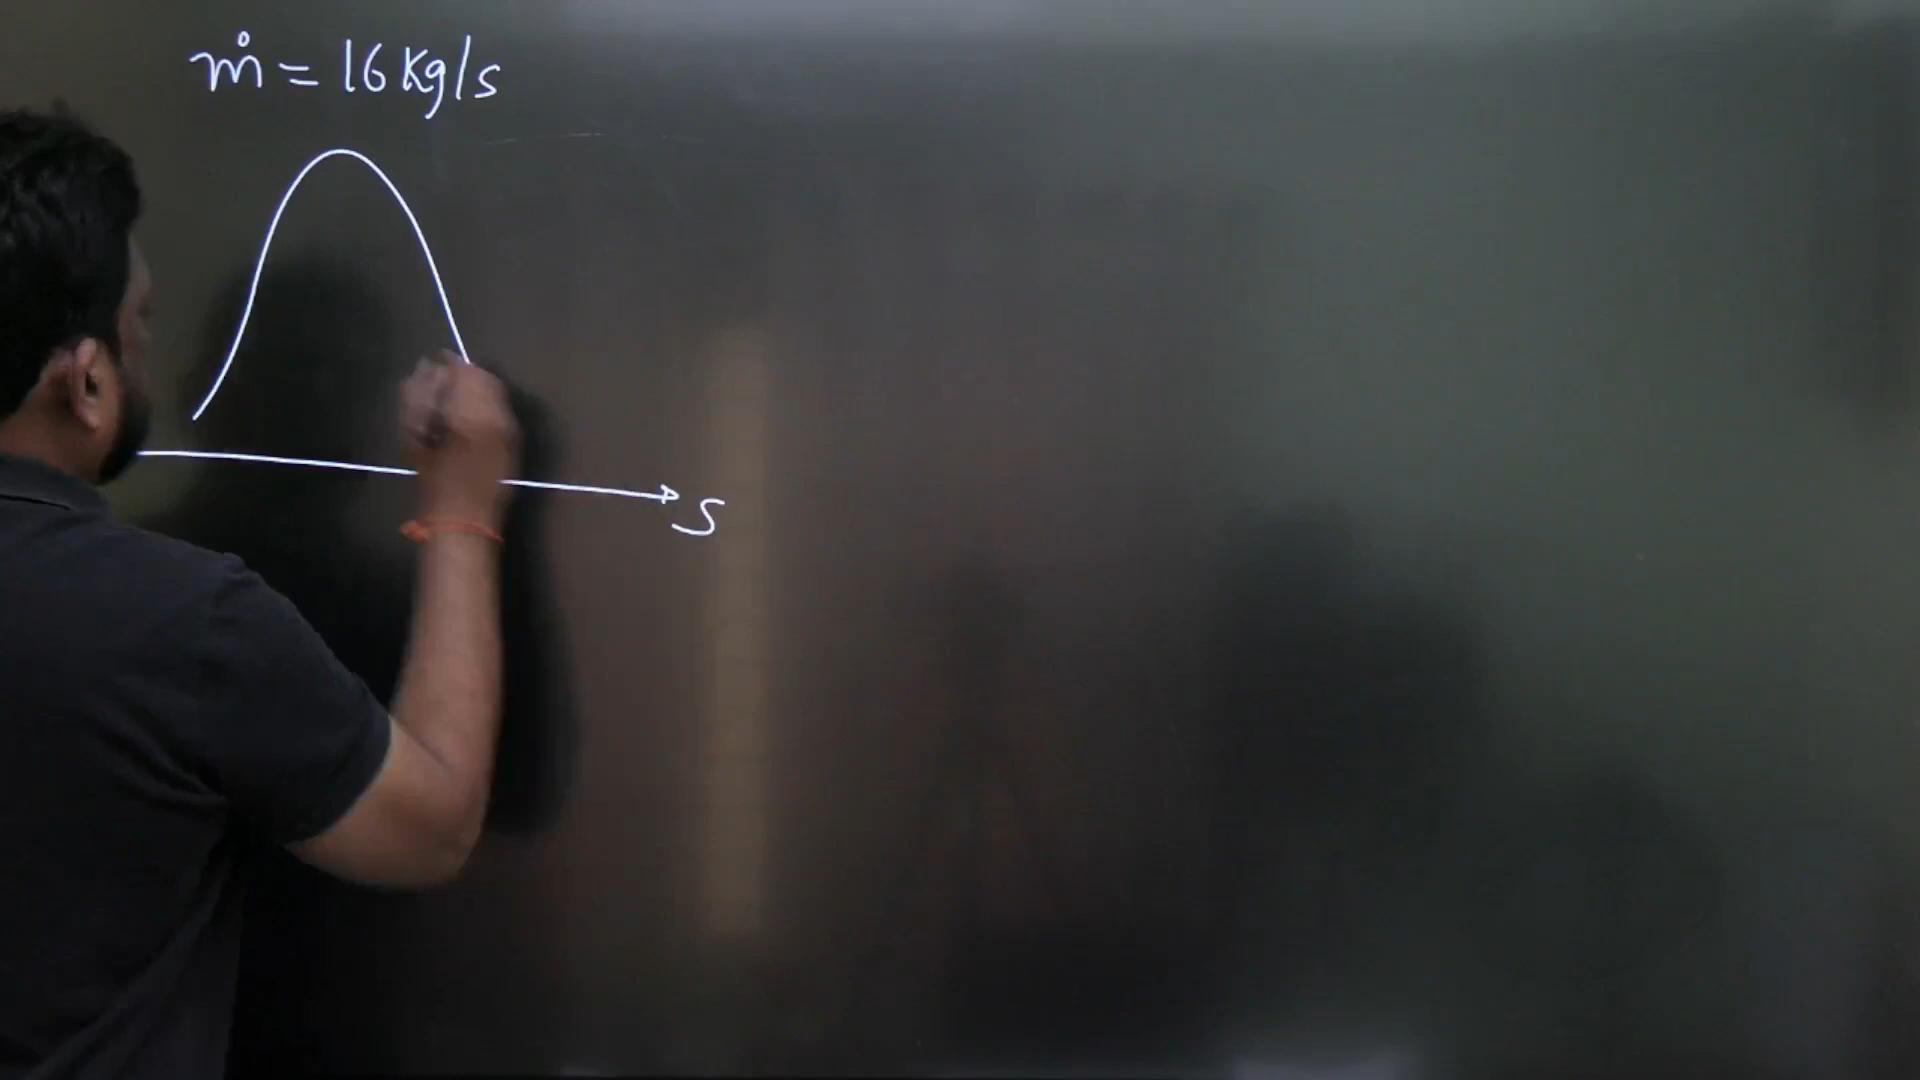 ṁ = 16 Kg/s
S